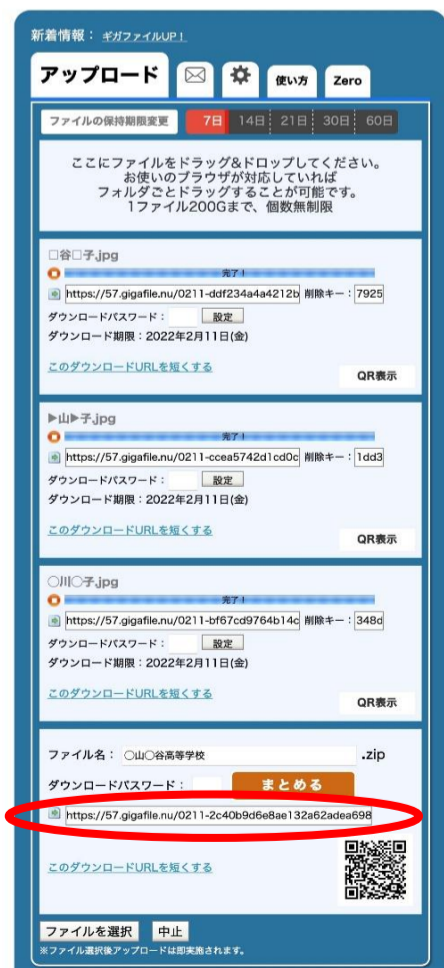 新着情報： ギガファイルUP！
アップロード 使い方 Zero
ファイルの保持期限変更 7日 14日 21日 30日 60日
ここにファイルをドラッグ&ドロップしてください。
お使いのブラウザが対応していれば
フォルダごとドラッグすることが可能です。
1ファイル200Gまで、個数無制限
□谷□子.jpg
完了！
https://57.gigafile.nu/0211-ddf234a4a4212b 削除キー：7925
ダウンロードパスワード： 設定
ダウンロード期限：2022年2月11日(金)
このダウンロードURLを短くする
QR表示
▶山▶子.jpg
完了！
https://57.gigafile.nu/0211-ccea5742d1cd0c 削除キー：1dd3
ダウンロードパスワード： 設定
ダウンロード期限：2022年2月11日(金)
このダウンロードURLを短くする
QR表示
○川○子.jpg
完了！
https://57.gigafile.nu/0211-bf67cd9764b14c 削除キー：348d
ダウンロードパスワード： 設定
ダウンロード期限：2022年2月11日(金)
このダウンロードURLを短くする
QR表示
ファイル名： ○山○谷高等学校 .zip
ダウンロードパスワード： まとめる
https://57.gigafile.nu/0211-2c40b9d6e8ae132a62adea698
このダウンロードURLを短くする
ファイルを選択 中止
※ファイル選択後アップロードは即実施されます。